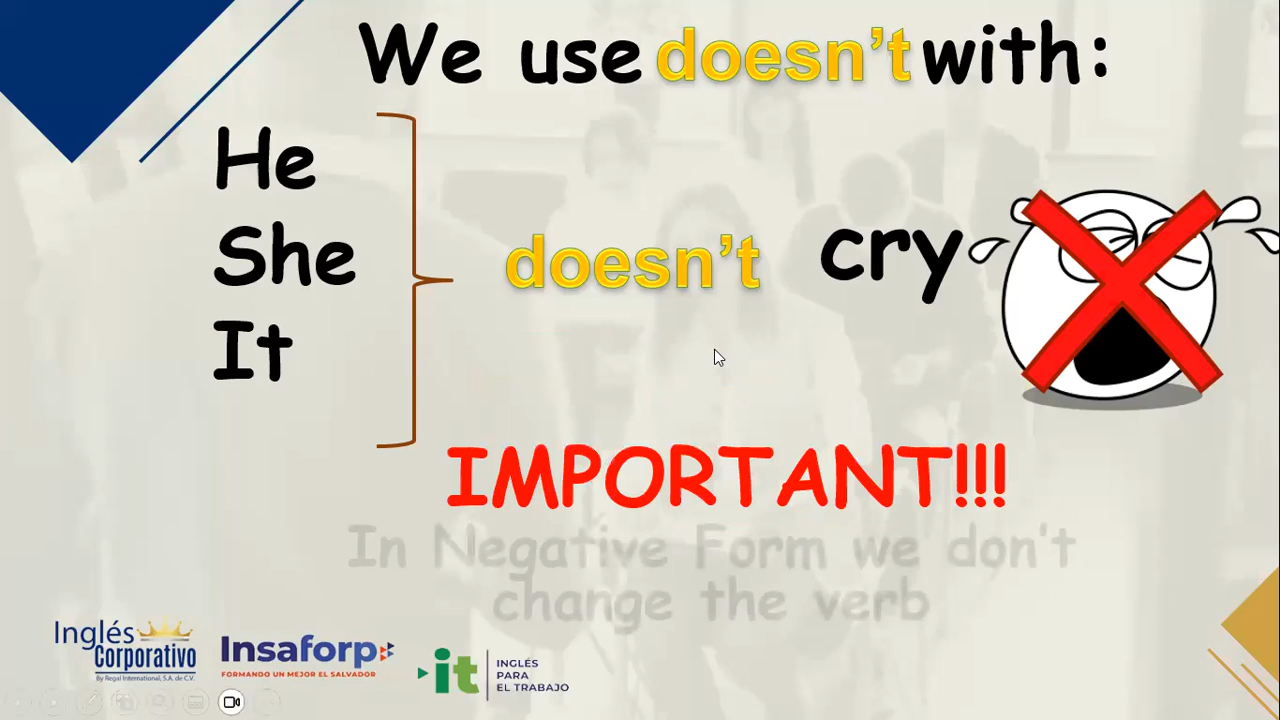 We use doesn't with:
He
She
It
doesn't cry
IMPORTANT!!!
In Negative Form we don't
change the verb
Inglés
Corporativo
By Regal International, S.A. de C.V.
Insaforp
FORMANDO UN MEJOR EL SALVADOR
it
INGLÉS
PARA
EL TRABAJO